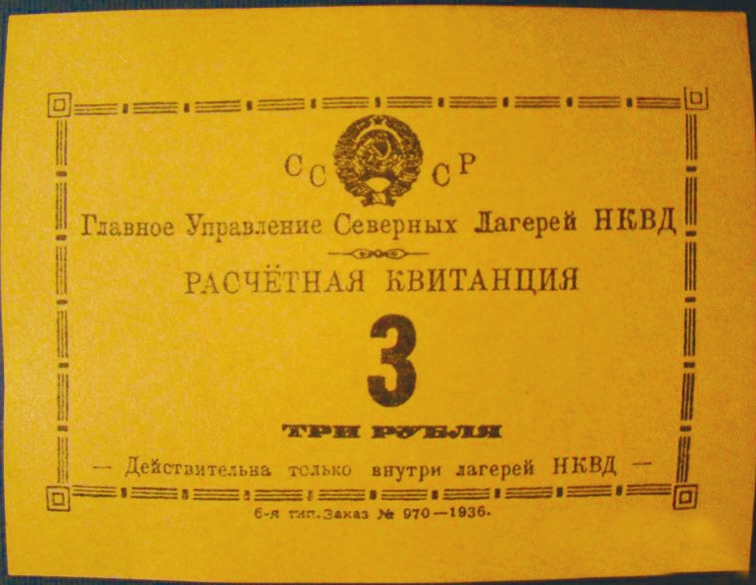 СССР
Главное Управление Северных Лагерей НКВД
РАСЧЁТНАЯ КВИТАНЦИЯ
3
ТРИ РУБЛЯ
— Действительна только внутри лагерей НКВД —
6-я тип. Заказ № 970—1936.